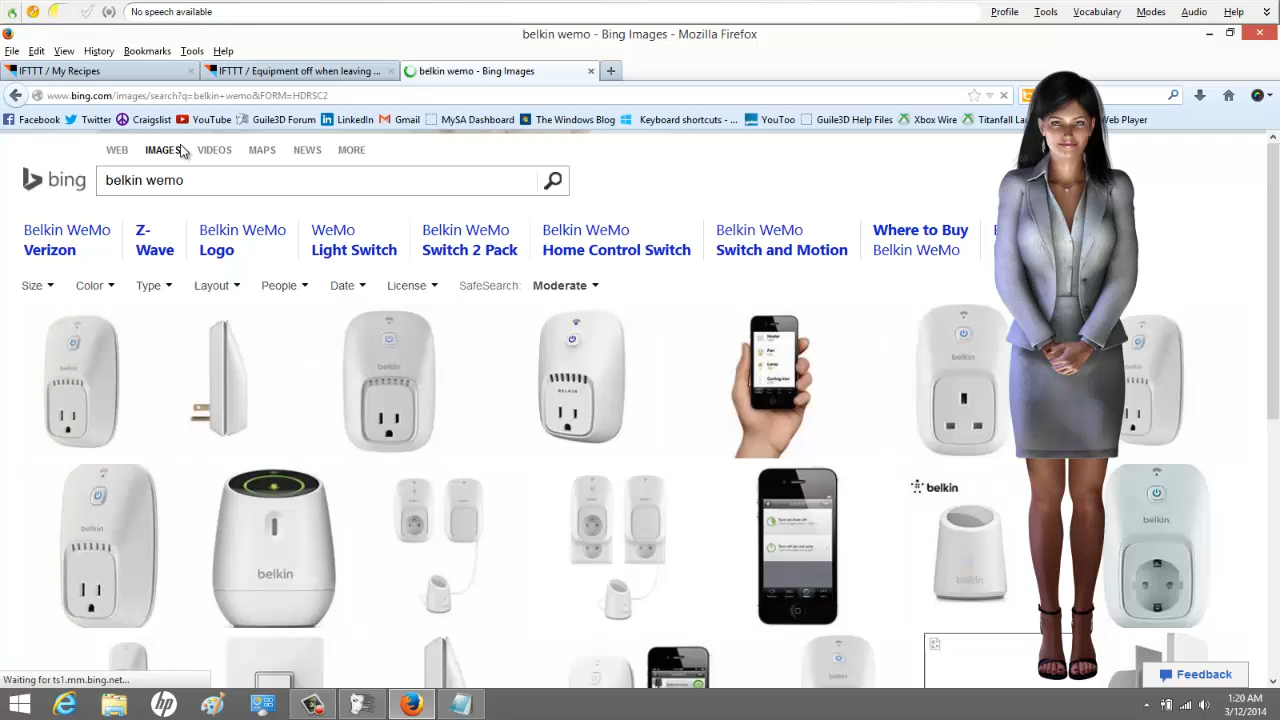 No speech available
Profile Tools Vocabulary Modes Audio Help
belkin wemo - Bing Images - Mozilla Firefox
File Edit View History Bookmarks Tools Help
IFTTT / My Recipes
IFTTT / Equipment off when leaving ...
belkin wemo - Bing Images
www.bing.com/images/search?q=belkin+wemo&FORM=HDRSC2
Facebook Twitter Craigslist YouTube Guile3D Forum LinkedIn Gmail MySA Dashboard The Windows Blog Keyboard shortcuts - ... YouToo Guile3D Help Files Xbox Wire Titanfall Web Player
WEB IMAGES VIDEOS MAPS NEWS MORE
bing
belkin wemo
Belkin WeMo Verizon
Z-Wave
Belkin WeMo Logo
WeMo Light Switch
Belkin WeMo Switch 2 Pack
Belkin WeMo Home Control Switch
Belkin WeMo Switch and Motion
Where to Buy Belkin WeMo
Size Color Type Layout People Date License SafeSearch: Moderate
belkin
BELKIN
belkin
belkin
belkin
belkin
belkin
belkin
Waiting for ts1.mm.bing.net...
Feedback
1:20 AM
3/12/2014